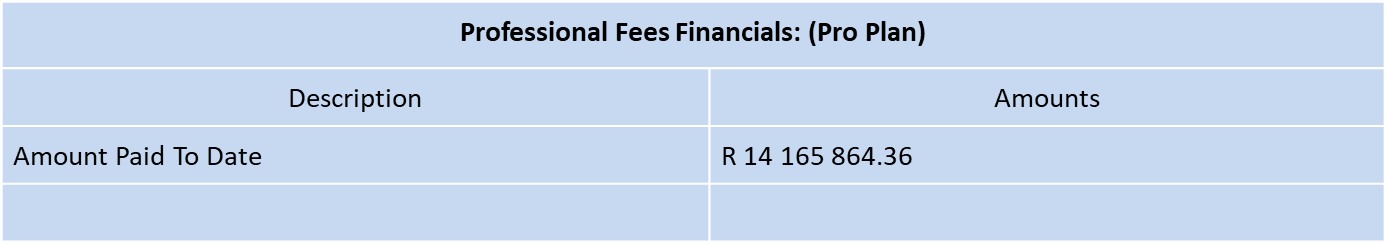 Professional Fees Financials: (Pro Plan)
Description Amounts
Amount Paid To Date R 14 165 864.36